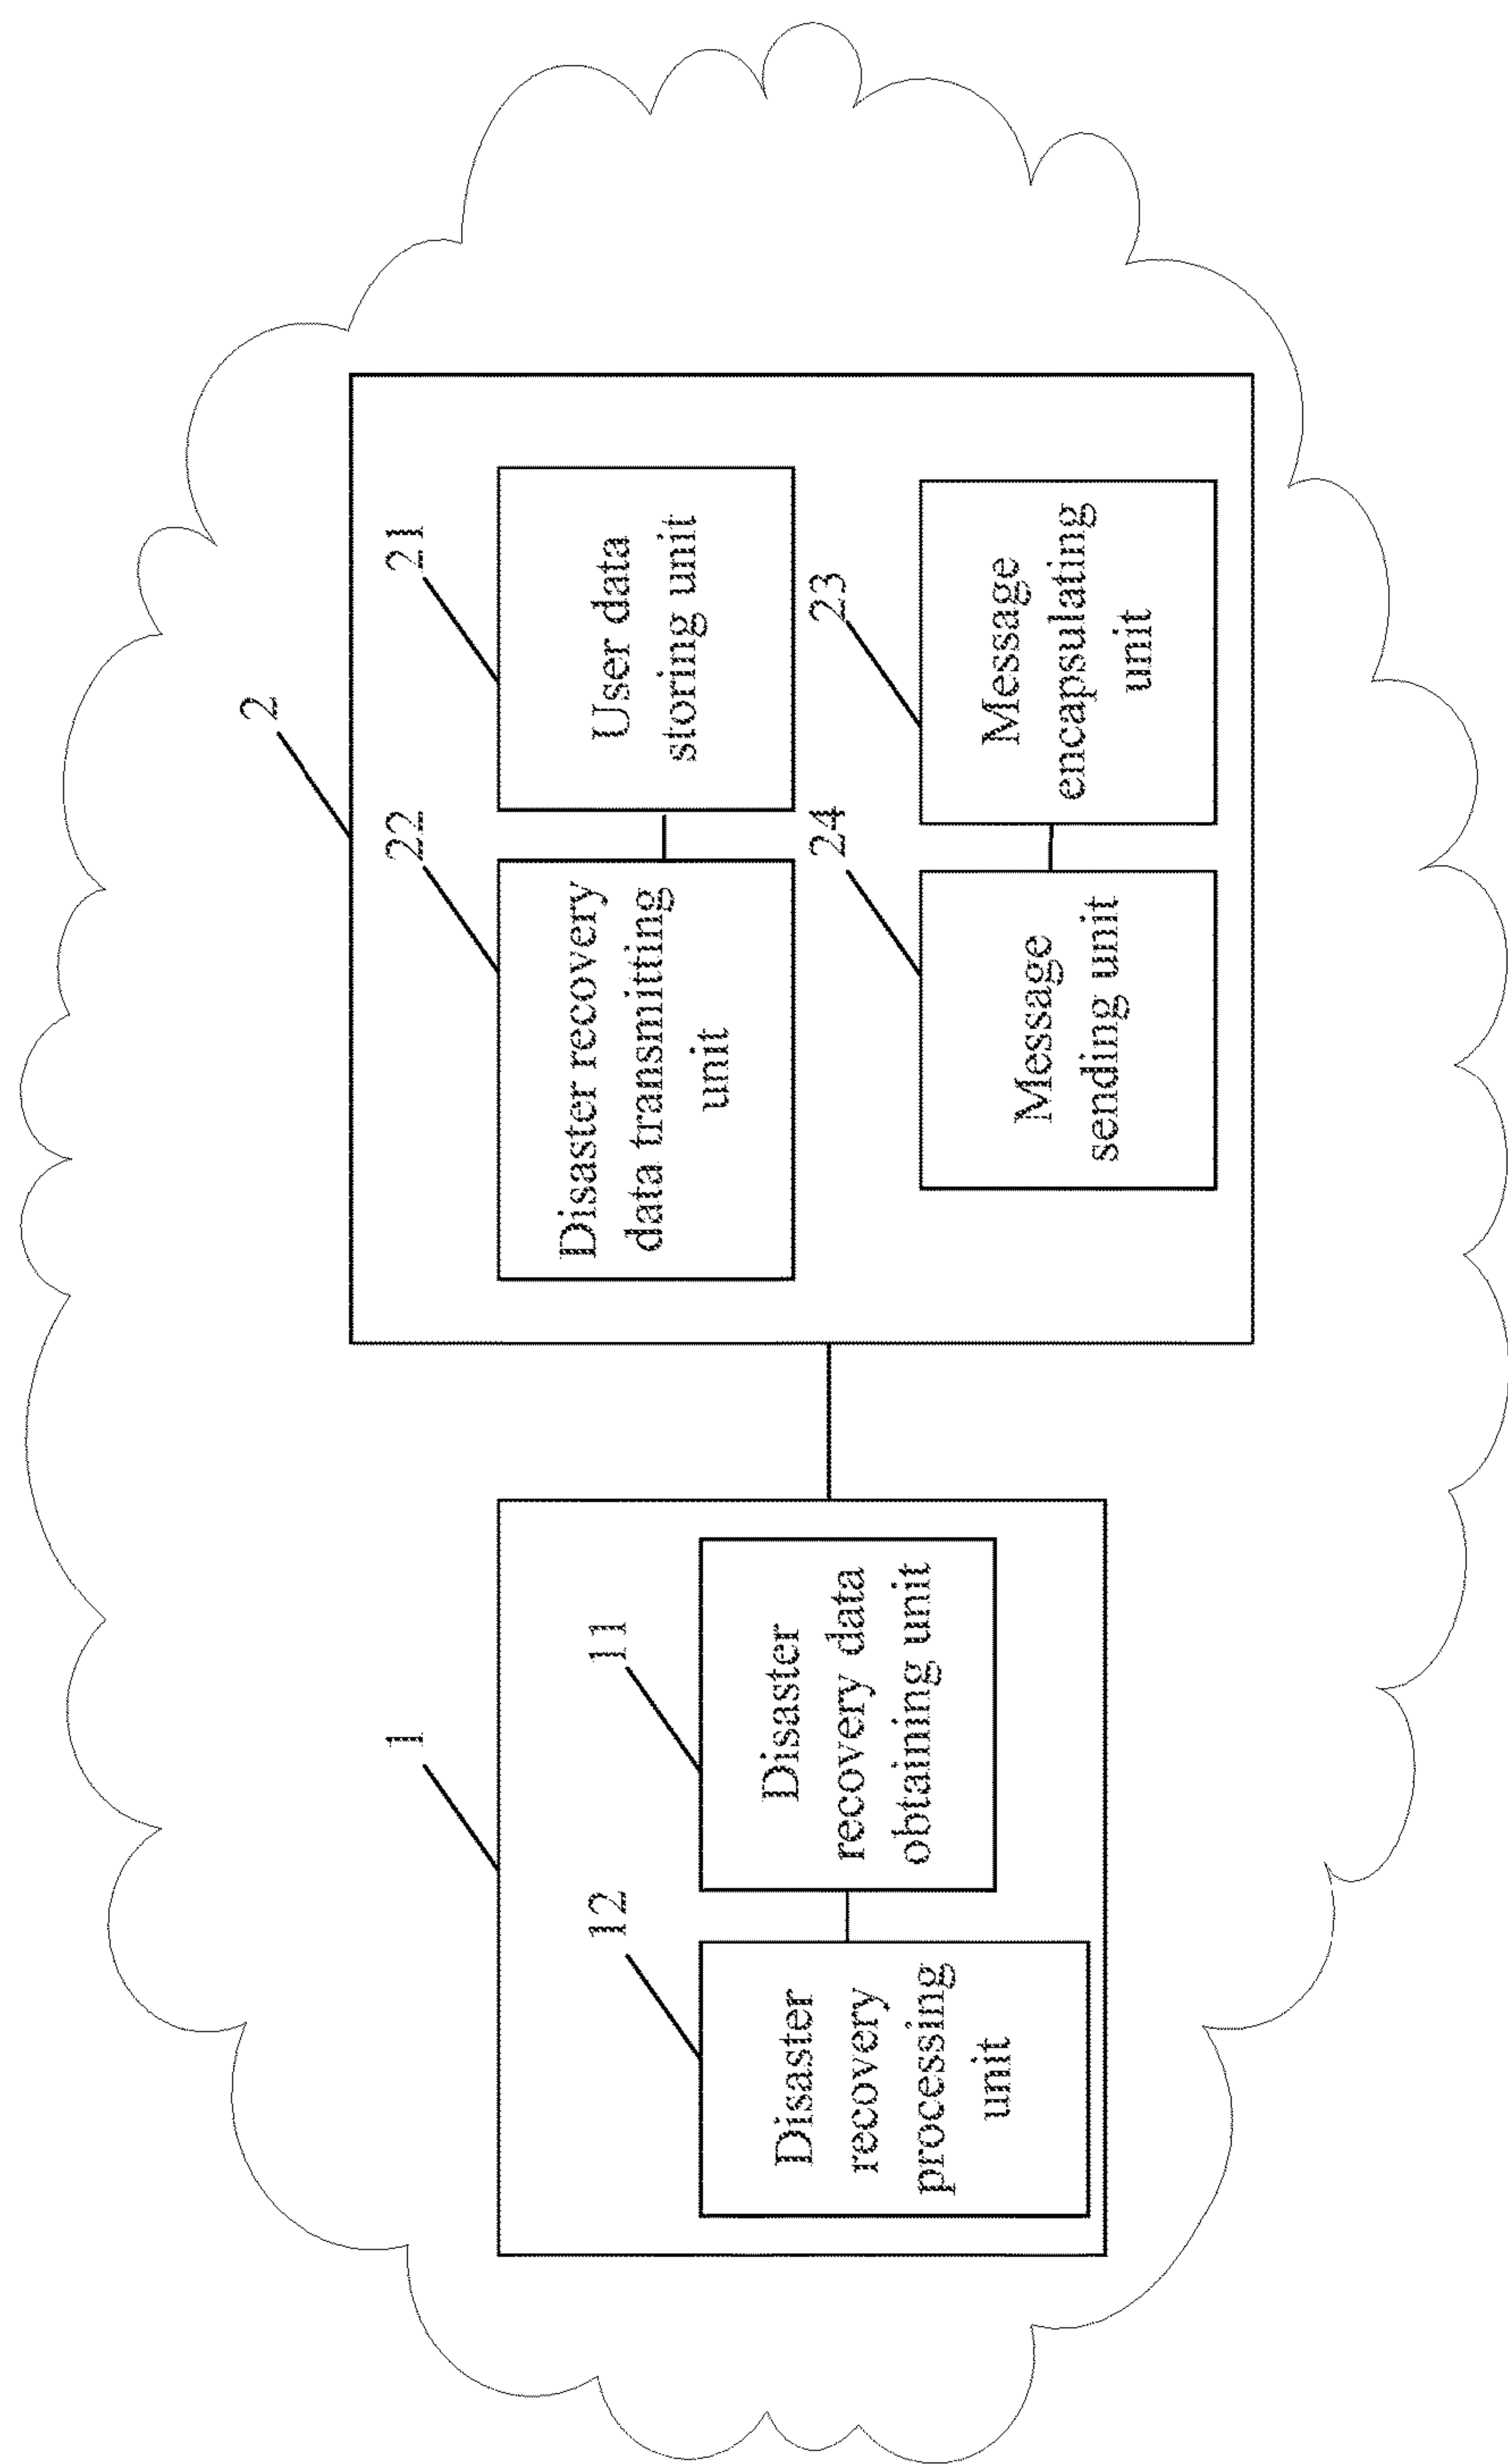 2
22
21
Disaster recovery
data transmitting
unit
User data
storing unit
1
12
11
Disaster
recovery
processing
unit
Disaster
recovery data
obtaining unit
24
23
Message
sending unit
Message
encapsulating
unit